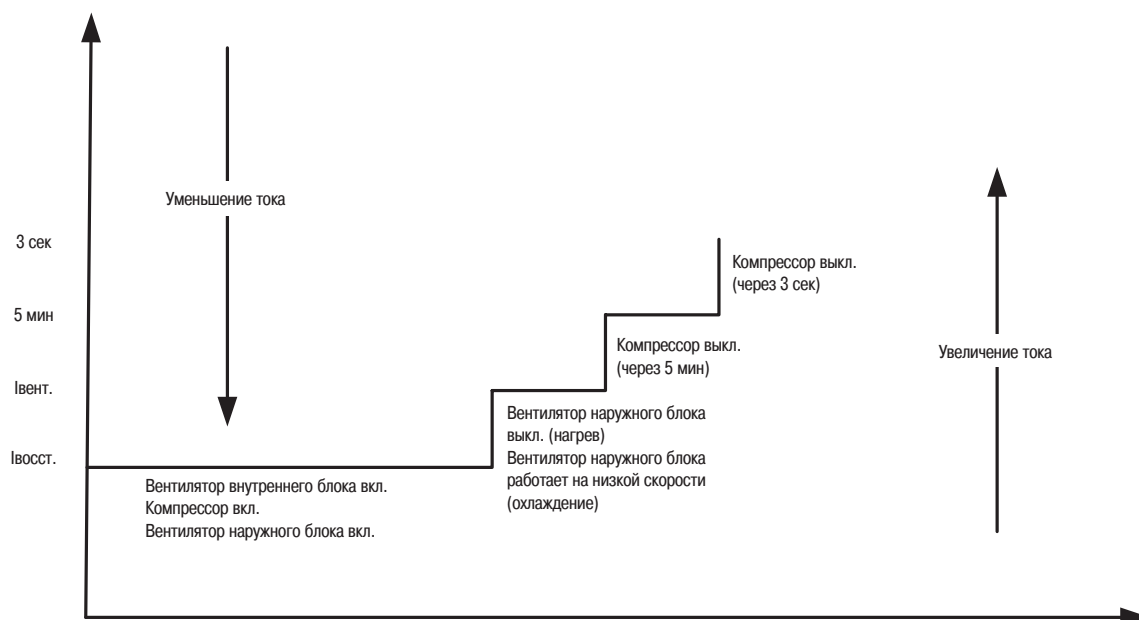 Уменьшение тока
3 сек
5 мин
Iвент.
Iвосст.
Компрессор выкл.
(через 3 сек)
Компрессор выкл.
(через 5 мин)
Увеличение тока
Вентилятор наружного блока
выкл. (нагрев)
Вентилятор наружного блока
работает на низкой скорости
(охлаждение)
Вентилятор внутреннего блока вкл.
Компрессор вкл.
Вентилятор наружного блока вкл.